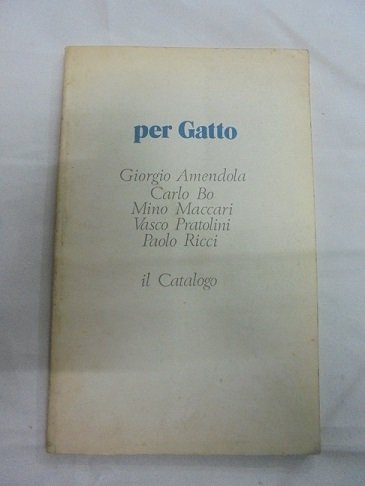 per Gatto
Giorgio Amendola
Carlo Bo
Mino Maccari
Vasco Pratolini
Paolo Ricci
il Catalogo